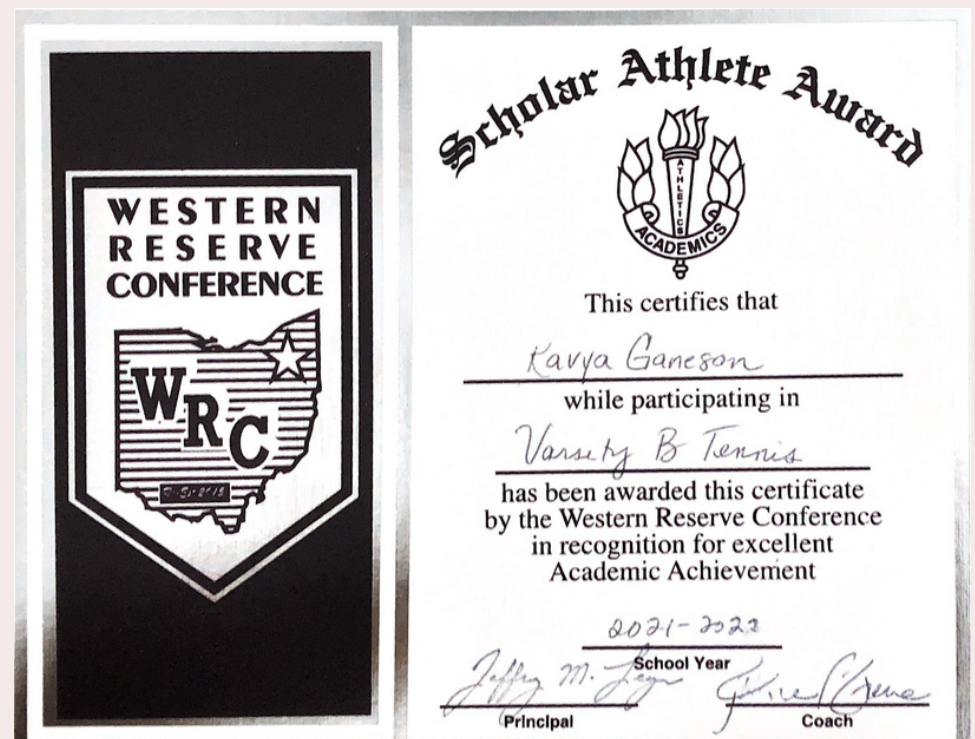 WESTERN
RESERVE
CONFERENCE
WRC
Scholar Athlete Award
ATHLETICS
ACADEMICS
This certifies that
Kavya Ganesan
while participating in
Varsity B Tennis
has been awarded this certificate
by the Western Reserve Conference
in recognition for excellent
Academic Achievement
2021-2022
School Year
Jeffry M.
Principal
Coach